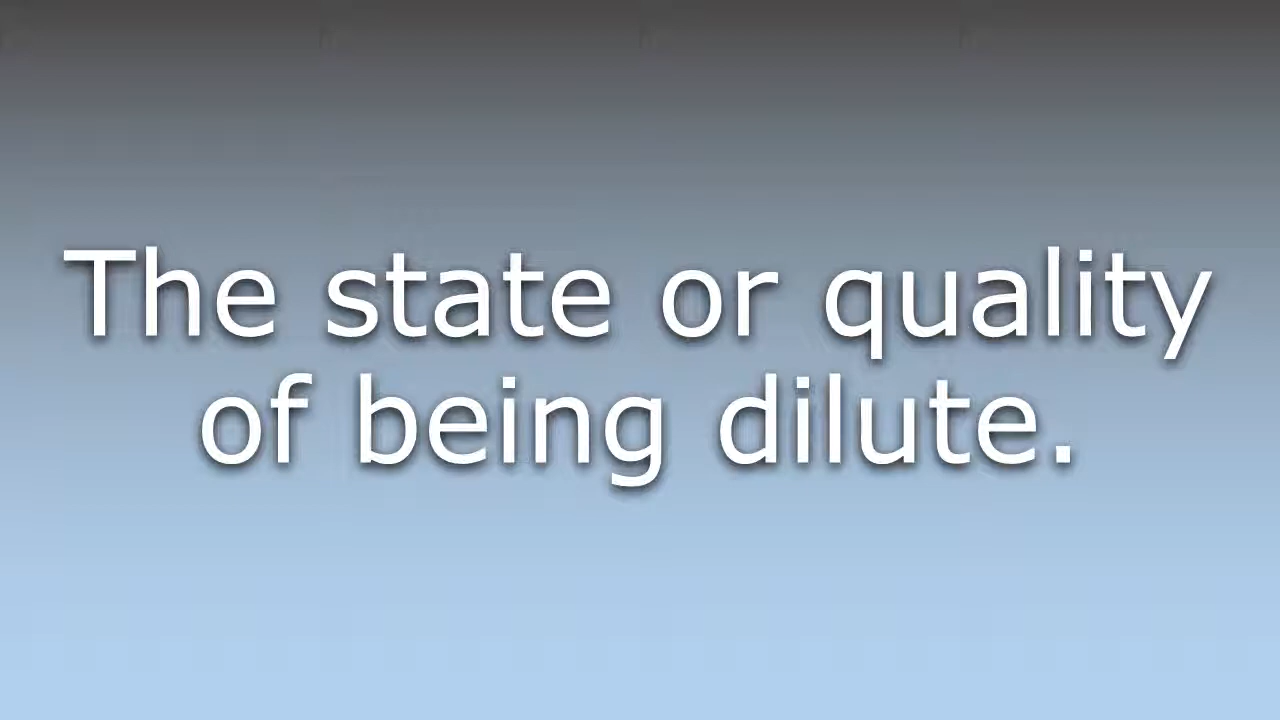 The state or quality
of being dilute.